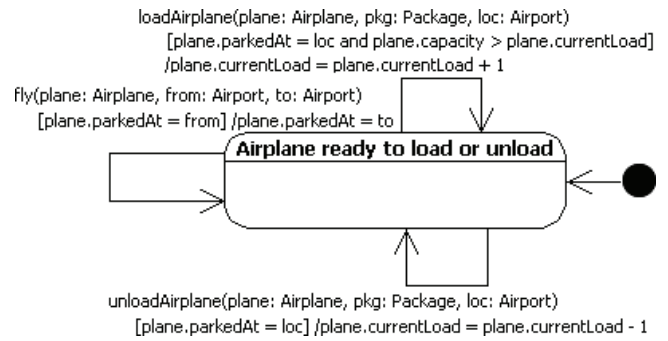 loadAirplane(plane: Airplane, pkg: Package, loc: Airport)
[plane.parkedAt = loc and plane.capacity > plane.currentLoad]
/plane.currentLoad = plane.currentLoad + 1
fly(plane: Airplane, from: Airport, to: Airport)
[plane.parkedAt = from] /plane.parkedAt = to
Airplane ready to load or unload
unloadAirplane(plane: Airplane, pkg: Package, loc: Airport)
[plane.parkedAt = loc] /plane.currentLoad = plane.currentLoad - 1